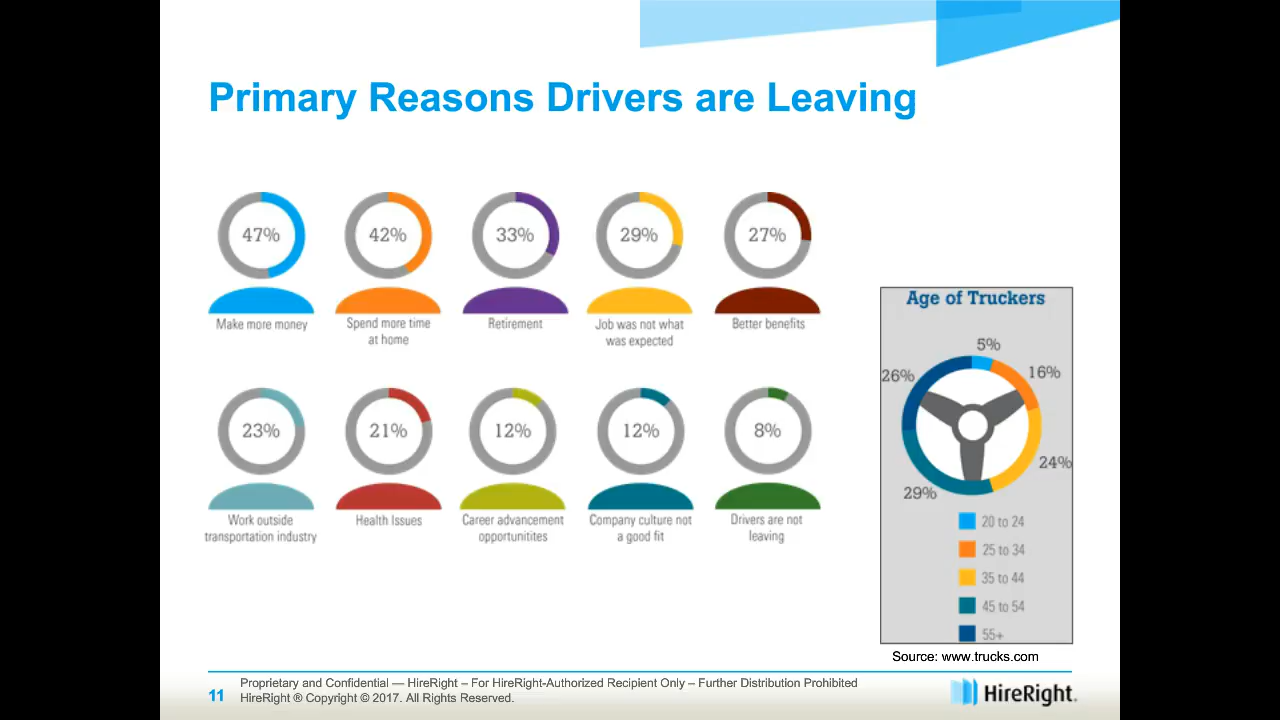 Primary Reasons Drivers are Leaving
47%
42%
33%
29%
27%
Make more money
Spend more time
at home
Retirement
Job was not what
was expected
Better benefits
23%
21%
12%
12%
8%
Work outside
transportation industry
Health Issues
Career advancement
opportunitites
Company culture not
a good fit
Drivers are not
leaving
Age of Truckers
5%
26%
16%
24%
29%
20 to 24
25 to 34
35 to 44
45 to 54
55+
Source: www.trucks.com
11
Proprietary and Confidential — HireRight – For HireRight-Authorized Recipient Only – Further Distribution Prohibited
HireRight ® Copyright © 2017. All Rights Reserved.
HireRight.